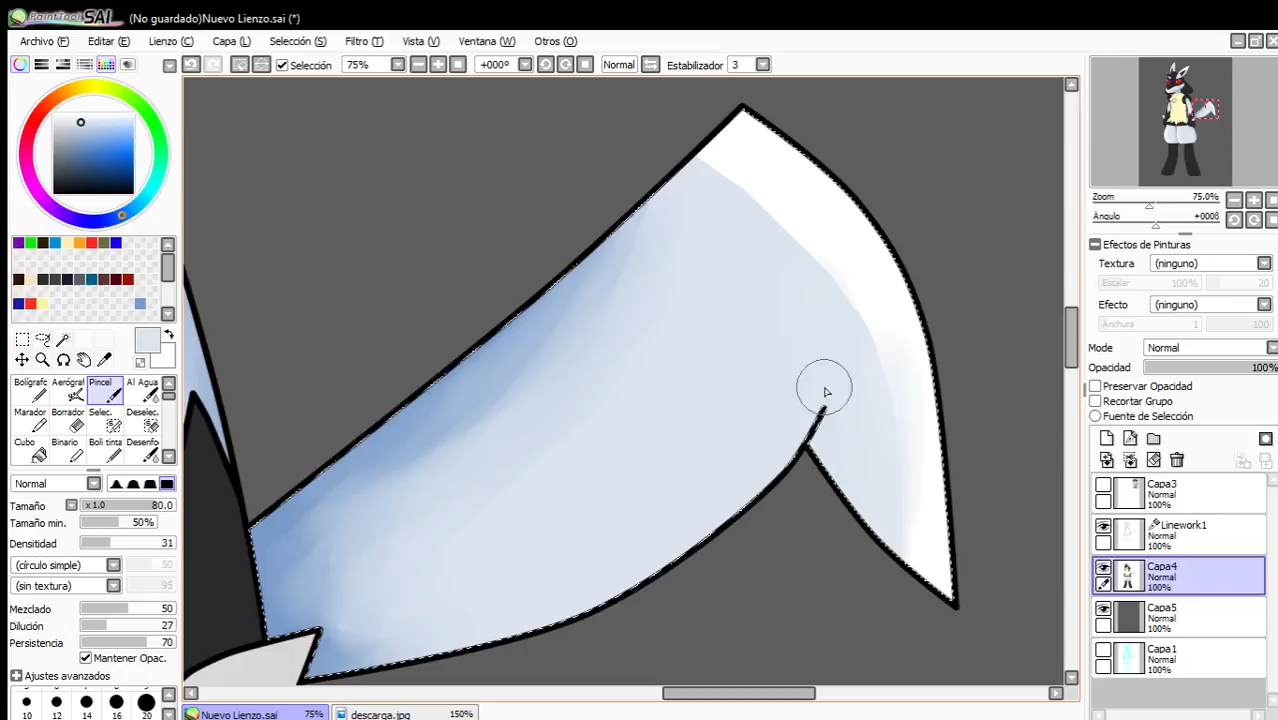 PaintTool SAI (No guardado)Nuevo Lienzo.sai (*)
Archivo (F) Editar (E) Lienzo (C) Capa (L) Selección (S) Filtro (T) Vista (V) Ventana (W) Otros (O)
Selección 75% +000º Normal Estabilizador 3
Zoom 75.0%
Ángulo +000º
Efectos de Pinturas
Textura (ninguno)
Escalar 100% 20
Efecto (ninguno)
Anchura 1 100
Mode Normal
Opacidad 100%
Preservar Opacidad
Recortar Grupo
Fuente de Selección
Bolígrafo Aerógraf Pincel Al Agua
Marador Borrador Selec. Deselec.
Cubo Binario Boli tinta Desenfo
Normal
Tamaño x 1.0 80.0
Tamaño min. 50%
Densitidad 31
(círculo simple) 50
(sin textura) 95
Mezclado 50
Dilución 27
Persistencia 70
Mantener Opac.
Ajustes avanzados
10 12 14 16 20
Capa3
Normal
100%
Linework1
Normal
100%
Capa4
Normal
100%
Capa5
Normal
100%
Capa1
Normal
100%
Nuevo Lienzo.sai 75% descarga.jpg 150%